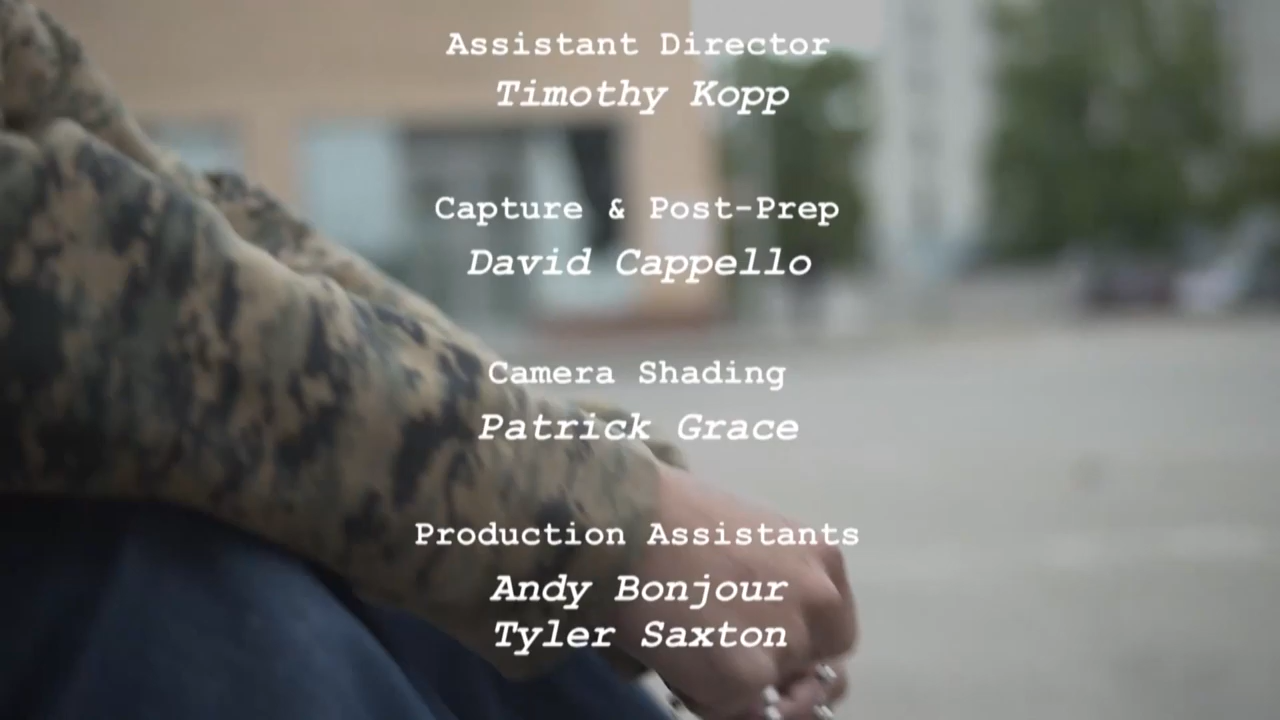 Assistant Director
Timothy Kopp
Capture & Post-Prep
David Cappello
Camera Shading
Patrick Grace
Production Assistants
Andy Bonjour
Tyler Saxton